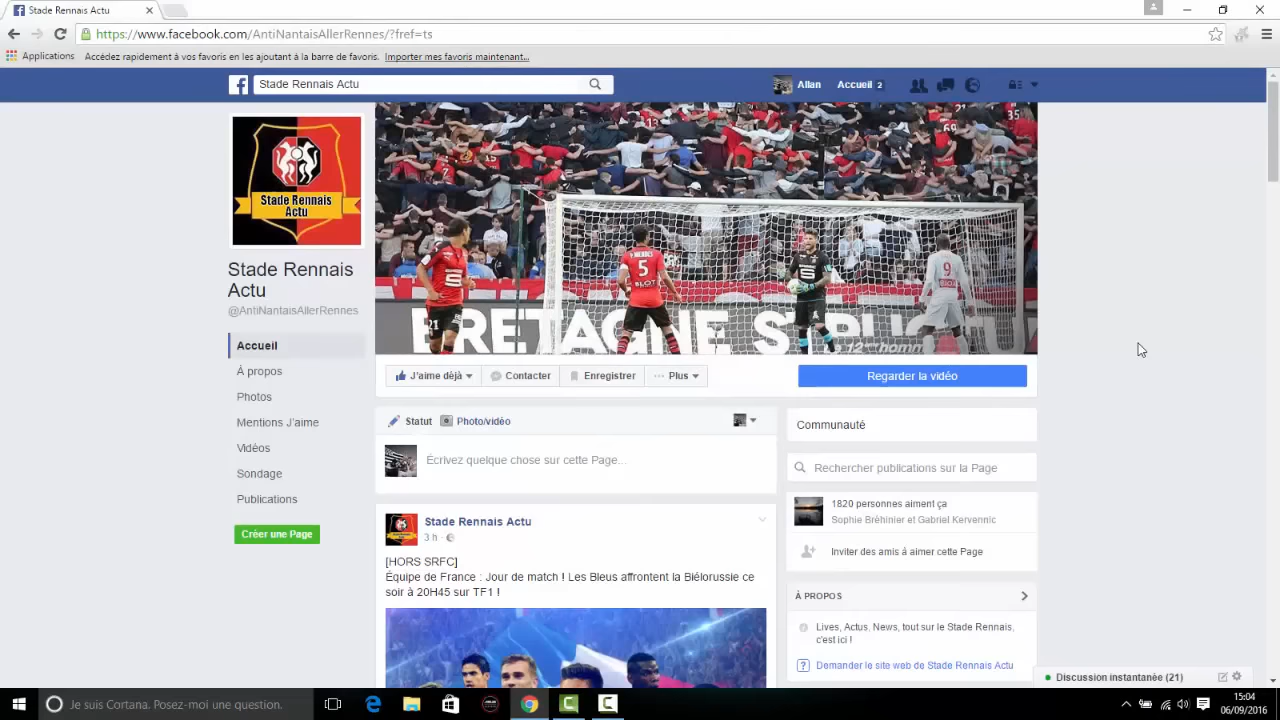 Stade Rennais Actu
https://www.facebook.com/AntiNantaisAllerRennes/?fref=ts
Applications Accédez rapidement à vos favoris en les ajoutant à la barre de favoris. Importer mes favoris maintenant...
Stade Rennais Actu
Allan Accueil 2
Stade Rennais
Actu
Stade Rennais
Actu
@AntiNantaisAllerRennes
Accueil
À propos
Photos
Mentions J'aime
Vidéos
Sondage
Publications
Créer une Page
5
BLOT
9
21
BRETAGNE
12ème homme
J'aime déjà Contacter Enregistrer ··· Plus
Regarder la vidéo
Statut Photo/vidéo
Écrivez quelque chose sur cette Page...
Stade Rennais Actu
3 h ·
[HORS SRFC]
Équipe de France : Jour de match ! Les Bleus affrontent la Biélorussie ce
soir à 20H45 sur TF1 !
Communauté
Rechercher publications sur la Page
1820 personnes aiment ça
Sophie Bréhinier et Gabriel Kervennic
Inviter des amis à aimer cette Page
À PROPOS
Lives, Actus, News, tout sur le Stade Rennais,
c'est ici !
? Demander le site web de Stade Rennais Actu
Discussion instantanée (21)
Je suis Cortana. Posez-moi une question.
15:04
06/09/2016